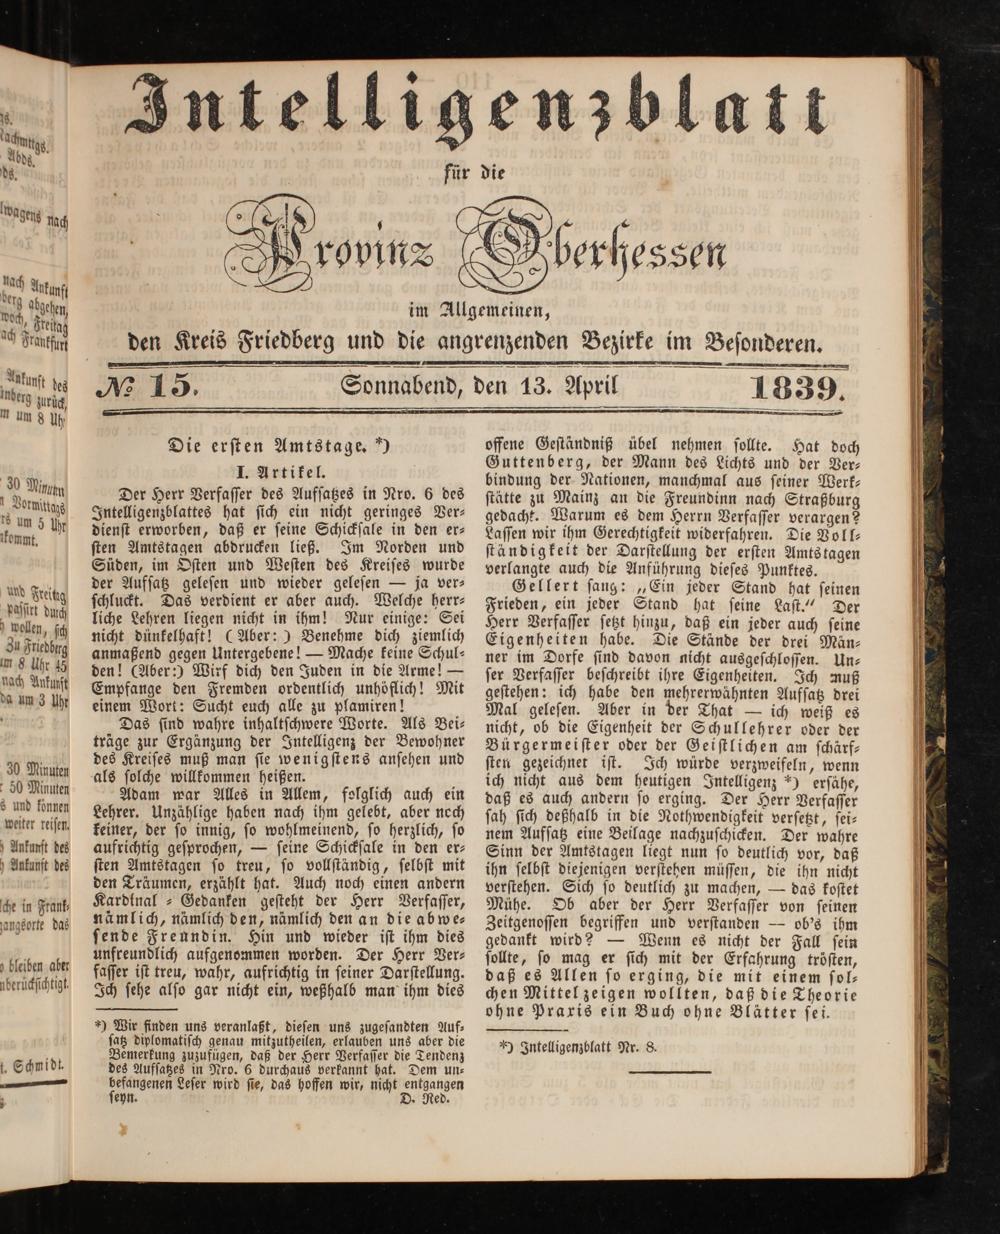 Intelligenzblatt
für die
Provinz Oberhessen
im Allgemeinen,
den Kreis Friedberg und die angrenzenden Bezirke im Besonderen.
№ 15. Sonnabend, den 13. April 1839.
Die ersten Amtstage. *)
I. Artikel.
Der Herr Verfasser des Aufsatzes in Nro. 6 des
Intelligenzblattes hat sich ein nicht geringes Ver⸗
dienst erworben, daß er seine Schicksale in den er⸗
sten Amtstagen abdrucken ließ. Im Norden und
Süden, im Osten und Westen des Kreises wurde
der Aufsatz gelesen und wieder gelesen — ja ver⸗
schluckt. Das verdient er aber auch. Welche herr⸗
liche Lehren liegen nicht in ihm! Nur einige: Sei
nicht dünkelhaft! (Aber:) Benehme dich ziemlich
anmaßend gegen Untergebene! — Mache keine Schul⸗
den! (Aber:) Wirf dich den Juden in die Arme! —
Empfange den Fremden ordentlich unhöflich! Mit
einem Wort: Sucht euch alle zu plamiren!
Das sind wahre inhaltschwere Worte. Als Bei⸗
träge zur Ergänzung der Intelligenz der Bewohner
des Kreises muß man sie wenigstens ansehen und
als solche willkommen heißen.
Adam war Alles in Allem, folglich auch ein
Lehrer. Unzählige haben nach ihm gelebt, aber noch
keiner, der so innig, so wohlmeinend, so herzlich, so
aufrichtig gesprochen, — seine Schicksale in den er⸗
sten Amtstagen so treu, so vollständig, selbst mit
den Träumen, erzählt hat. Auch noch einen andern
Kardinal⸗Gedanken gesteht der Herr Verfasser,
nämlich, nämlich den, nämlich den an die abwe⸗
sende Freundin. Hin und wieder ist ihm dies
unfreundlich aufgenommen worden. Der Herr Ver⸗
fasser ist treu, wahr, aufrichtig in seiner Darstellung.
Ich sehe also gar nicht ein, weßhalb man ihm dies
*) Wir finden uns veranlaßt, diesen uns zugesandten Auf⸗
satz diplomatisch genau mitzutheilen, erlauben uns aber die
Bemerkung zuzufügen, daß der Herr Verfasser die Tendenz
des Aufsatzes in Nro. 6 durchaus verkannt hat. Dem un⸗
befangenen Leser wird sie, das hoffen wir, nicht entgangen
seyn. D. Red.
offene Geständniß übel nehmen sollte. Hat doch
Guttenberg, der Mann des Lichts und der Ver⸗
bindung der Nationen, manchmal aus seiner Werk⸗
stätte zu Mainz an die Freundinn nach Straßburg
gedacht. Warum es dem Herrn Verfasser verargen?
Lassen wir ihm Gerechtigkeit widerfahren. Die Voll⸗
ständigkeit der Darstellung der ersten Amtstagen
verlangte auch die Anführung dieses Punktes.
Gellert sang: „Ein jeder Stand hat seinen
Frieden, ein jeder Stand hat seine Last.“ Der
Herr Verfasser setzt hinzu, daß ein jeder auch seine
Eigenheiten habe. Die Stände der drei Män⸗
ner im Dorfe sind davon nicht ausgeschlossen. Un⸗
ser Verfasser beschreibt ihre Eigenheiten. Ich muß
gestehen: ich habe den mehrerwähnten Aufsatz drei
Mal gelesen. Aber in der That — ich weiß es
nicht, ob die Eigenheit der Schullehrer oder der
Bürgermeister oder der Geistlichen am schärf⸗
sten gezeichnet ist. Ich würde verzweifeln, wenn
ich nicht aus dem heutigen Intelligenz *) ersähe,
daß es auch andern so erging. Der Herr Verfasser
sah sich deßhalb in die Nothwendigkeit versetzt, sei⸗
nem Aufsatz eine Beilage nachzuschicken. Der wahre
Sinn der Amtstagen liegt nun so deutlich vor, daß
ihn selbst diejenigen verstehen müssen, die ihn nicht
verstehen. Sich so deutlich zu machen, — das kostet
Mühe. Ob aber der Herr Verfasser von seinen
Zeitgenossen begriffen und verstanden — ob's ihm
gedankt wird? — Wenn es nicht der Fall sein
sollte, so mag er sich mit der Erfahrung trösten,
daß es Allen so erging, die mit einem sol⸗
chen Mittel zeigen wollten, daß die Theorie
ohne Praxis ein Buch ohne Blätter sei.
*) Intelligenzblatt Nr. 8.